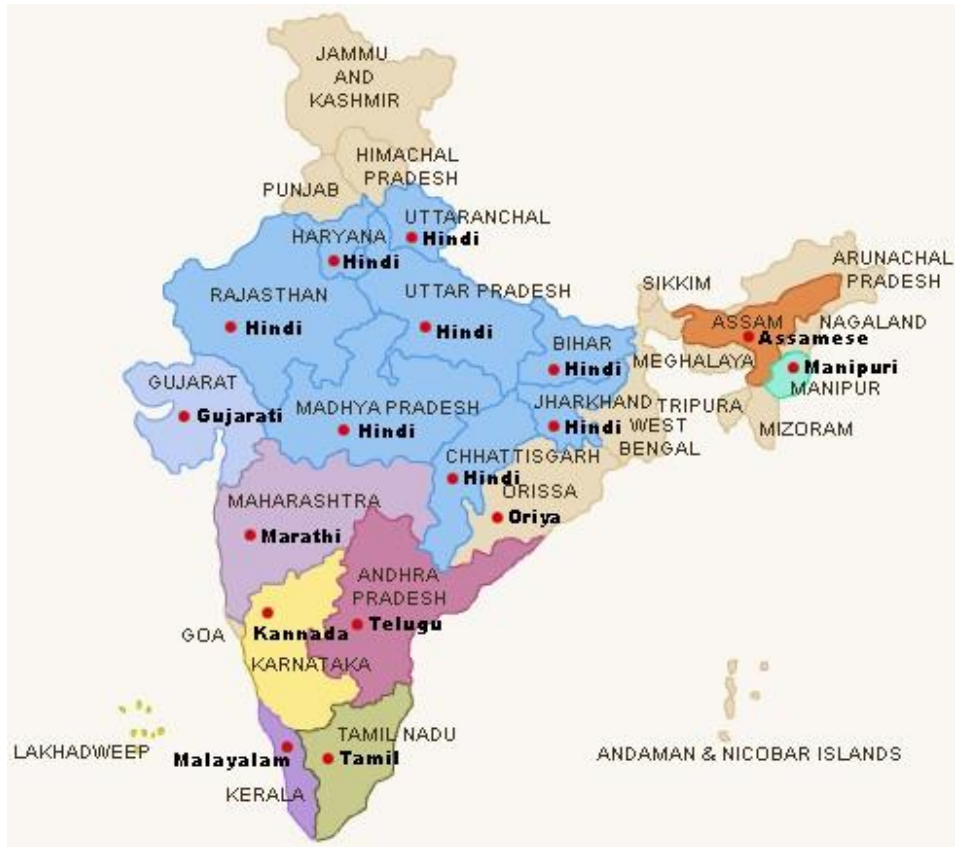 JAMMU
AND
KASHMIR
HIMACHAL
PRADESH
PUNJAB
UTTARANCHAL
Hindi
HARYANA
Hindi
ARUNACHAL
PRADESH
SIKKIM
RAJASTHAN
Hindi
UTTAR PRADESH
Hindi
ASSAM
Assamese
NAGALAND
BIHAR
Hindi
MEGHALAYA
Manipuri
MANIPUR
GUJARAT
Gujarati
MADHYA PRADESH
Hindi
JHARKHAND
Hindi
TRIPURA
WEST
BENGAL
MIZORAM
CHHATTISGARH
Hindi
ORISSA
Oriya
MAHARASHTRA
Marathi
ANDHRA
PRADESH
Telugu
GOA
Kannada
KARNATAKA
TAMIL NADU
Tamil
LAKHADWEEP
Malayalam
KERALA
ANDAMAN & NICOBAR ISLANDS